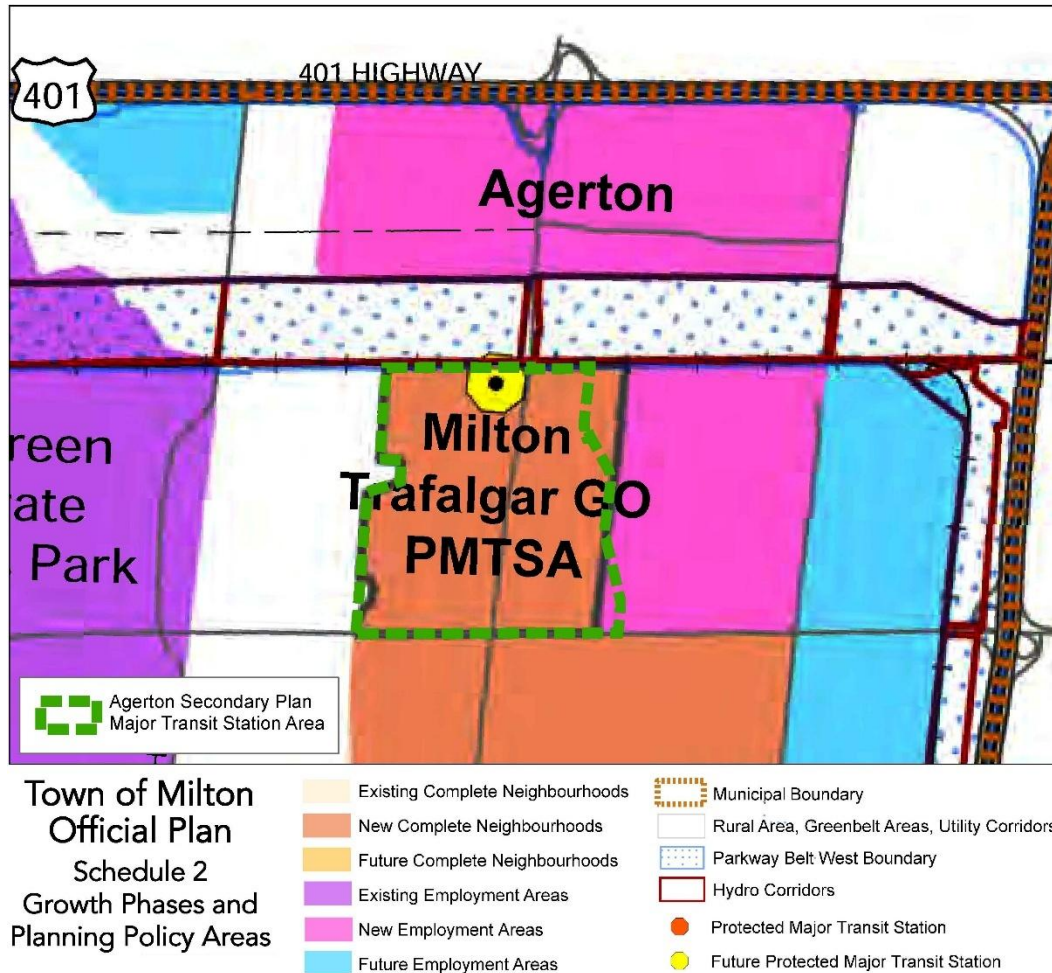 401 HIGHWAY
401
Agerton
Milton
Trafalgar GO
PMTSA
reen
ate
Park
Agerton Secondary Plan
Major Transit Station Area
Town of Milton
Official Plan
Schedule 2
Growth Phases and
Planning Policy Areas
Existing Complete Neighbourhoods
New Complete Neighbourhoods
Future Complete Neighbourhoods
Existing Employment Areas
New Employment Areas
Future Employment Areas
Municipal Boundary
Rural Area, Greenbelt Areas, Utility Corridors
Parkway Belt West Boundary
Hydro Corridors
Protected Major Transit Station
Future Protected Major Transit Station